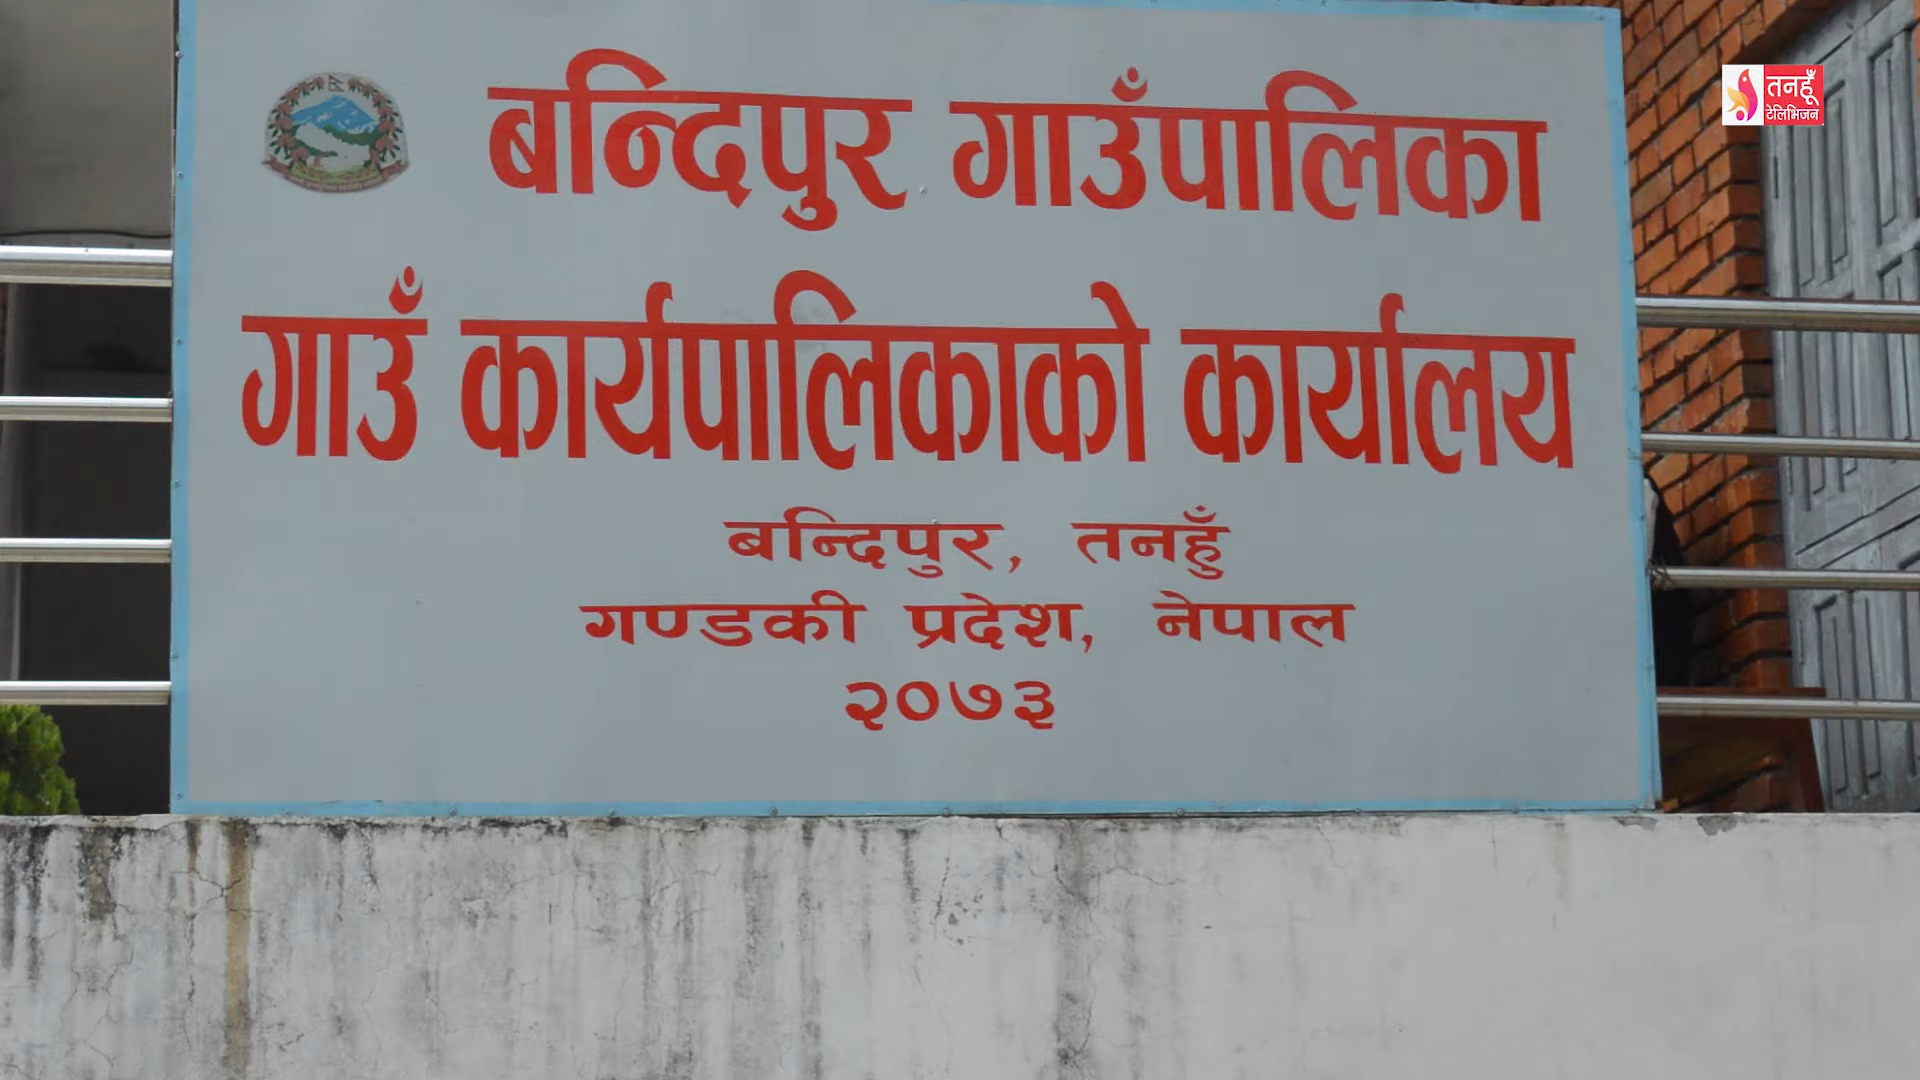 बन्दिपुर गाउँपालिका
गाउँ कार्यपालिकाको कार्यालय
बन्दिपुर, तनहुँ
गण्डकी प्रदेश, नेपाल
२०७३
तनहूँ
टेलिभिजन